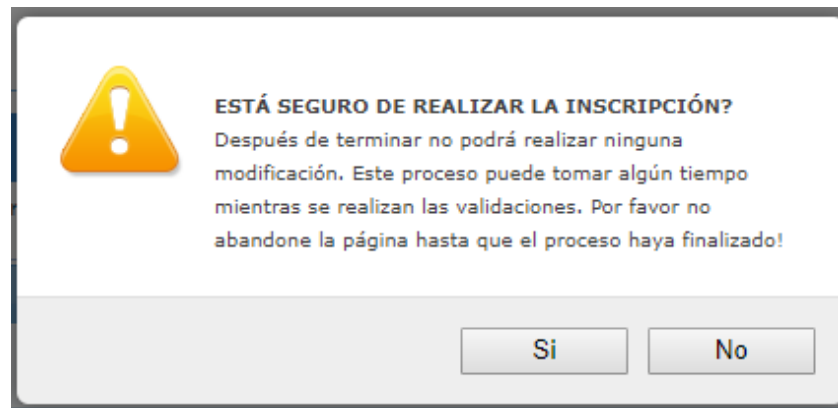 ESTÁ SEGURO DE REALIZAR LA INSCRIPCIÓN?
Después de terminar no podrá realizar ninguna
modificación. Este proceso puede tomar algún tiempo
mientras se realizan las validaciones. Por favor no
abandone la página hasta que el proceso haya finalizado!
Si No